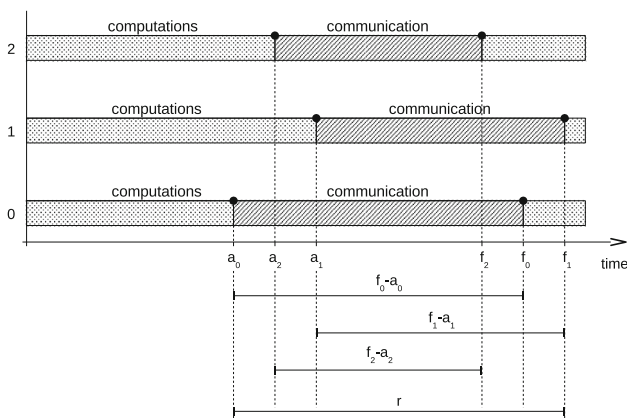 computations communication
2
computations communication
1
computations communication
0
a₀ a₂ a₁ f₂ f₀ f₁ time
f₀-a₀
f₁-a₁
f₂-a₂
r